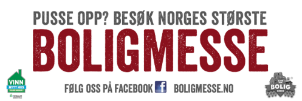 PUSSE OPP? BESØK NORGES STØRSTE
BOLIGMESSE
FØLG OSS PÅ FACEBOOK f BOLIGMESSE.NO
VINN
BOLIG